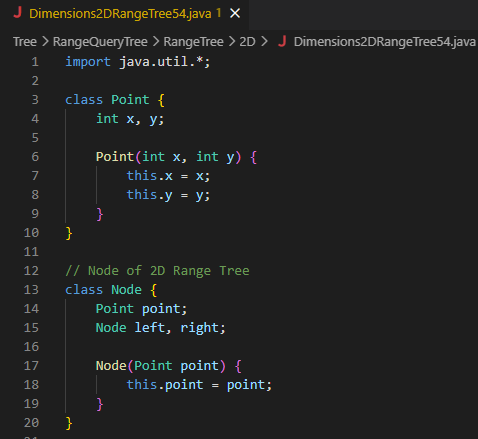 J Dimensions2DRangeTree54.java 1 ×
Tree > RangeQueryTree > RangeTree > 2D > J Dimensions2DRangeTree54.java
1 import java.util.*;
2
3 class Point {
4     int x, y;
5
6     Point(int x, int y) {
7         this.x = x;
8         this.y = y;
9     }
10 }
11
12 // Node of 2D Range Tree
13 class Node {
14     Point point;
15     Node left, right;
16
17     Node(Point point) {
18         this.point = point;
19     }
20 }